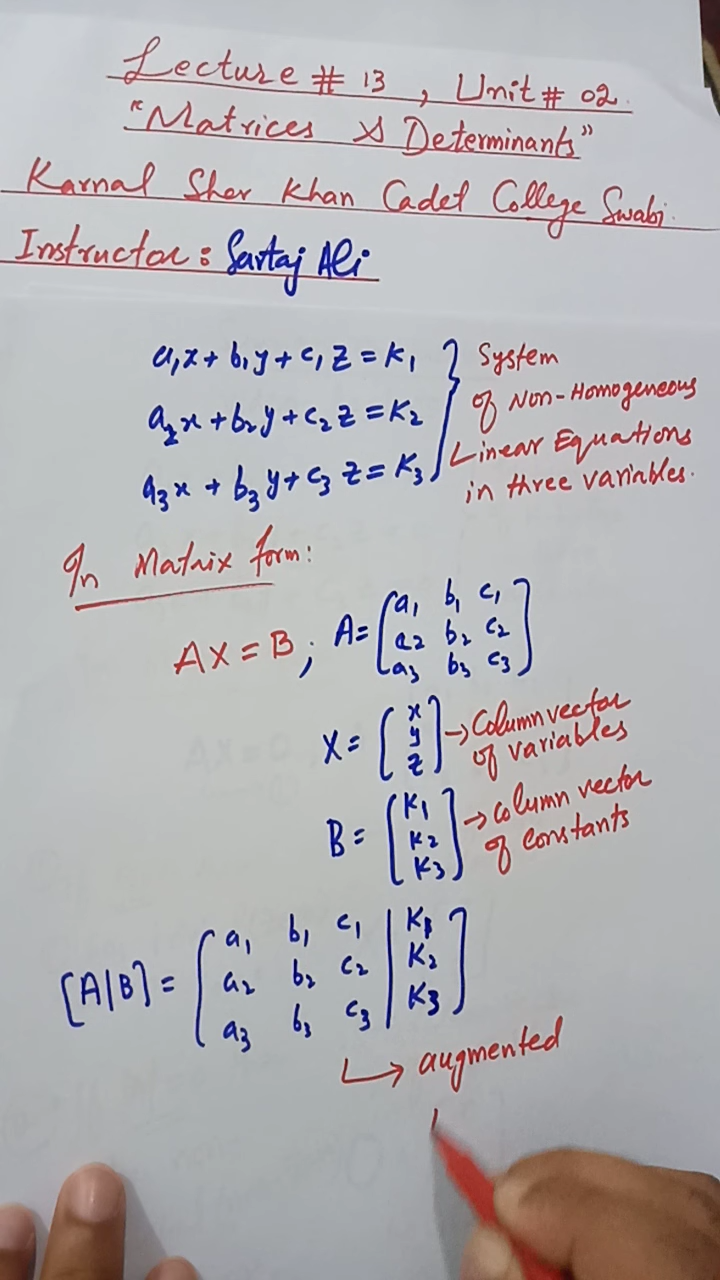 Lecture # 13, Unit # 02.
"Matrices & Determinants"
Karnal Sher Khan Cadet College Swabi.
Instructor: Sartaj Ali
a₁x + b₁y + c₁z = K₁
a₂x + b₂y + c₂z = K₂
a₃x + b₃y + c₃z = K₃
System
of Non-Homogeneous
Linear Equations
in three variables.
In Matrix form:
AX = B ; A = [a₁ b₁ c₁
a₂ b₂ c₂
a₃ b₃ c₃]
X = [x
y
z] → Column vector
of variables
B = [K₁
K₂
K₃] → column vector
of constants
[A|B] = [a₁ b₁ c₁ | K₁
a₂ b₂ c₂ | K₂
a₃ b₃ c₃ | K₃]
↳ augmented